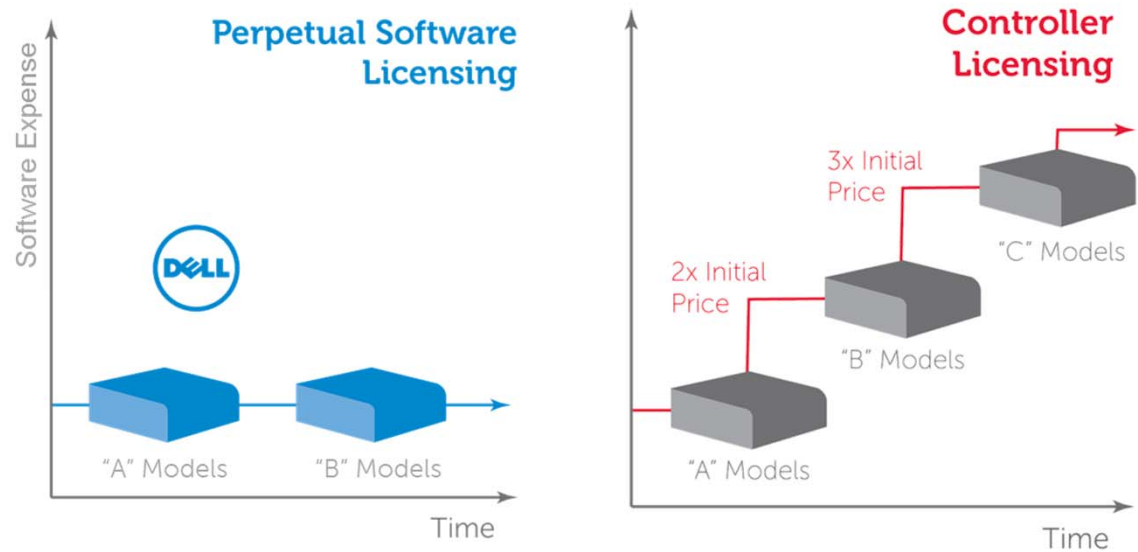 Perpetual Software
Licensing
Software Expense
DELL
"A" Models
"B" Models
Time
Controller
Licensing
3x Initial
Price
"C" Models
2x Initial
Price
"B" Models
"A" Models
Time